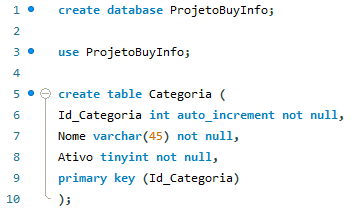 1 create database ProjetoBuyInfo;
2
3 use ProjetoBuyInfo;
4
5 create table Categoria (
6 Id_Categoria int auto_increment not null,
7 Nome varchar(45) not null,
8 Ativo tinyint not null,
9 primary key (Id_Categoria)
10 );